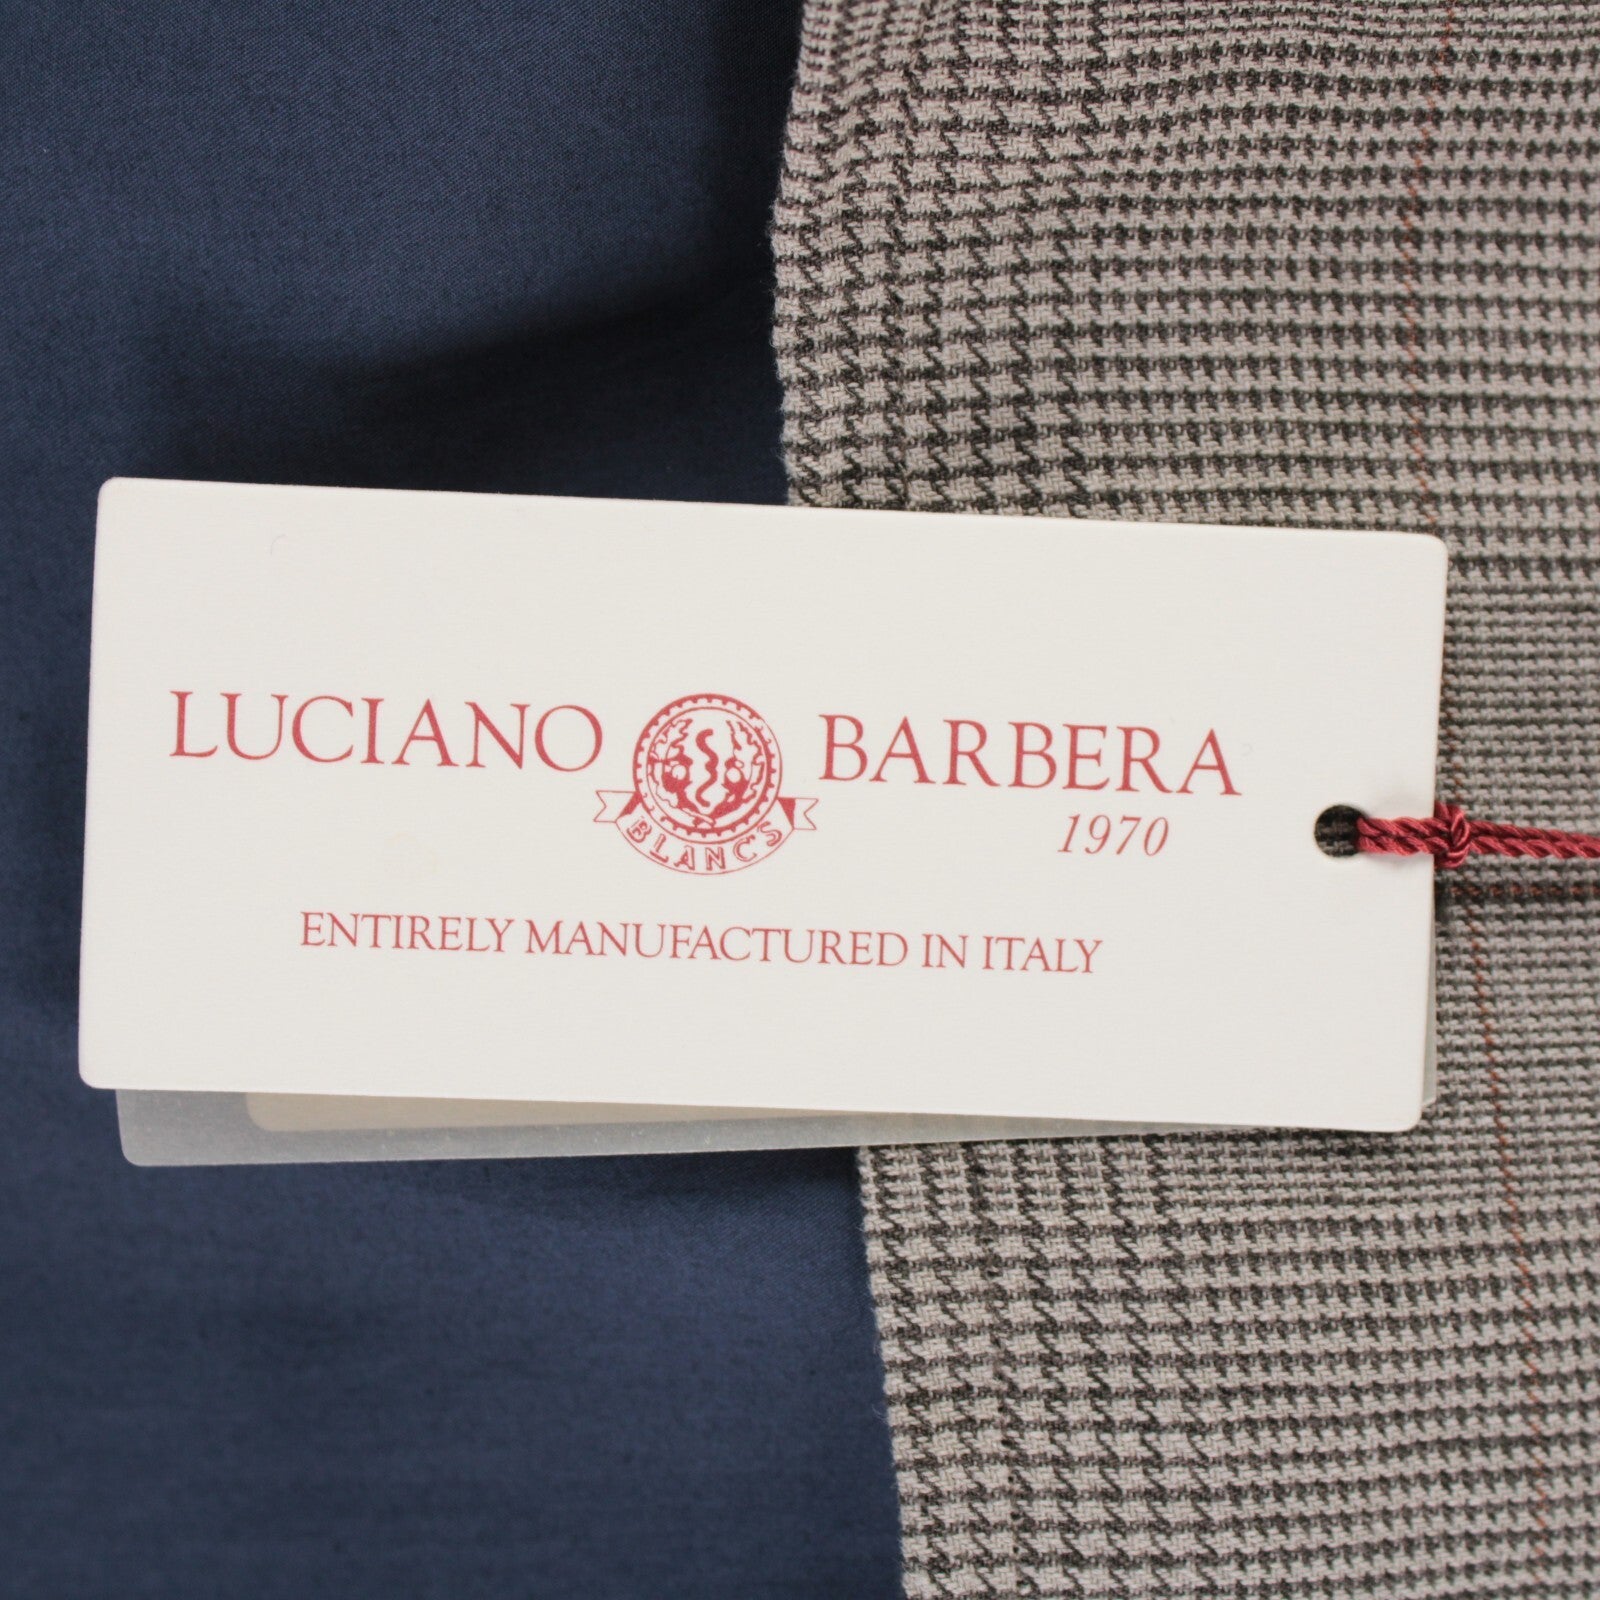 LUCIANO BARBERA
1970
BLANCS
ENTIRELY MANUFACTURED IN ITALY